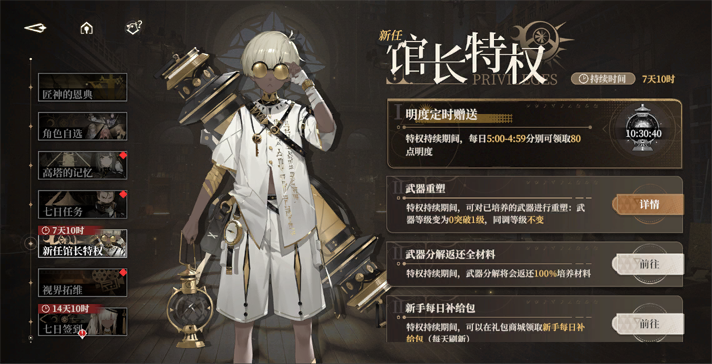 匠神的恩典
角色自选
高塔的记忆
七日任务
7天10时
新任馆长特权
视界拓维
14天10时
七日签到
新任
馆长特权
PRIVILEGES
持续时间
7天10时
I
明度定时赠送
特权持续期间，每日5:00-4:59分别可领取80
点明度
10:30:40
武器重塑
特权持续期间，可对已培养的武器进行重塑：武
器等级变为0突破1级，同调等级不变
详情
武器分解返还全材料
特权持续期间，武器分解将会返还100%培养材料
前往
新手每日补给包
特权持续期间，可以在礼包商城领取新手每日补
给包（每天刷新）
前往